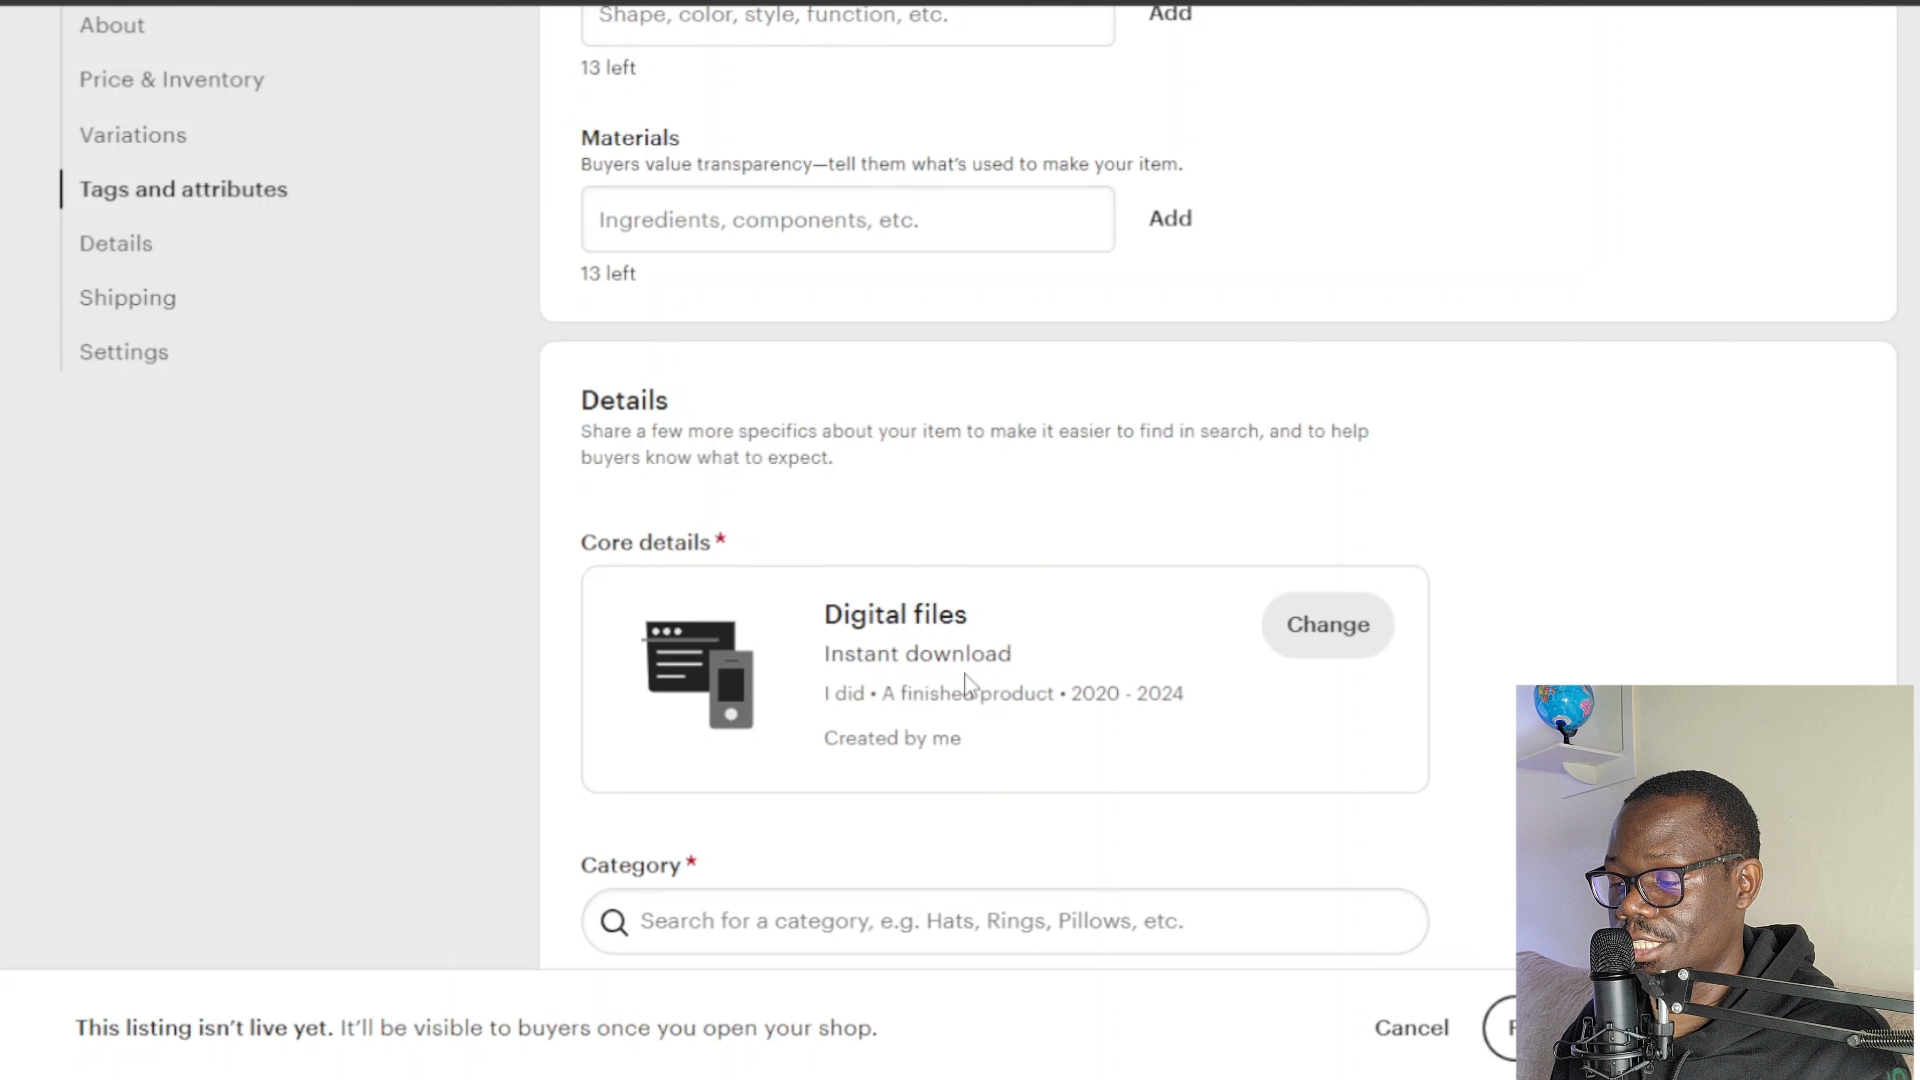 About
Price & Inventory
Variations
Tags and attributes
Details
Shipping
Settings
Shape, color, style, function, etc.
Add
13 left
Materials
Buyers value transparency—tell them what's used to make your item.
Ingredients, components, etc.
Add
13 left
Details
Share a few more specifics about your item to make it easier to find in search, and to help
buyers know what to expect.
Core details*
Digital files
Change
Instant download
I did • A finished product • 2020 - 2024
Created by me
Category*
Search for a category, e.g. Hats, Rings, Pillows, etc.
This listing isn't live yet. It'll be visible to buyers once you open your shop.
Cancel